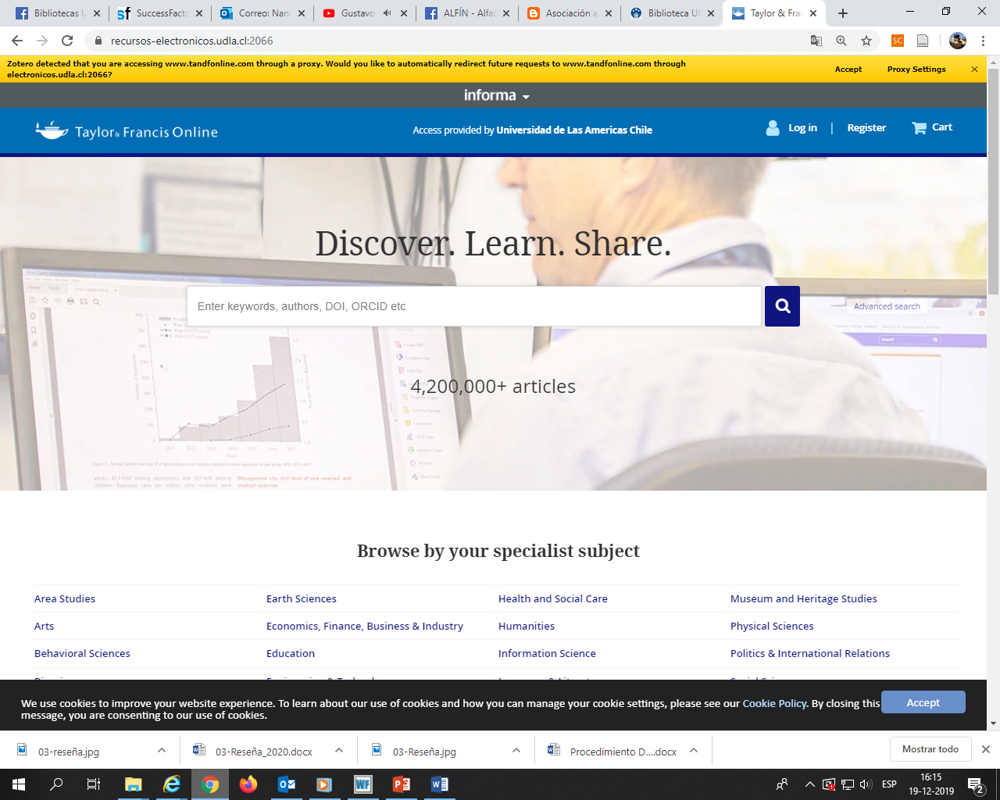 Bibliotecas U
SuccessFacto
Correo: Nan
Gustavo
ALFÍN - Alfab
Asociación a
Biblioteca UD
Taylor & Fran
recursos-electronicos.udla.cl:2066
Zotero detected that you are accessing www.tandfonline.com through a proxy. Would you like to automatically redirect future requests to www.tandfonline.com through
electronicos.udla.cl:2066?
Accept
Proxy Settings
informa
Taylor & Francis Online
Access provided by Universidad de Las Americas Chile
Log in | Register
Cart
Discover. Learn. Share.
Enter keywords, authors, DOI, ORCID etc
Advanced search
4,200,000+ articles
Browse by your specialist subject
Area Studies
Earth Sciences
Health and Social Care
Museum and Heritage Studies
Arts
Economics, Finance, Business & Industry
Humanities
Physical Sciences
Behavioral Sciences
Education
Information Science
Politics & International Relations
We use cookies to improve your website experience. To learn about our use of cookies and how you can manage your cookie settings, please see our Cookie Policy. By closing this
message, you are consenting to our use of cookies.
Accept
03-reseña.jpg
03-Reseña_2020.docx
03-Reseña.jpg
Procedimiento D....docx
Mostrar todo
ESP
16:15
19-12-2019
2